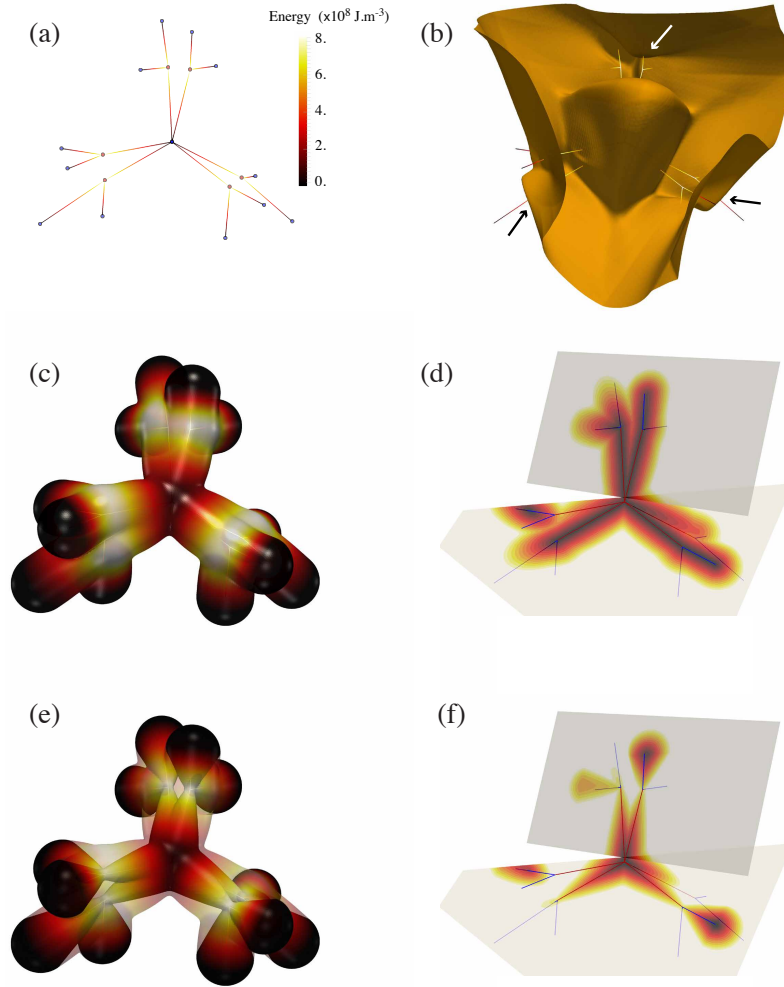 (a)
Energy (x10⁸ J.m⁻³)
8.
6.
4.
2.
0.
(b)
(c)
(d)
(e)
(f)